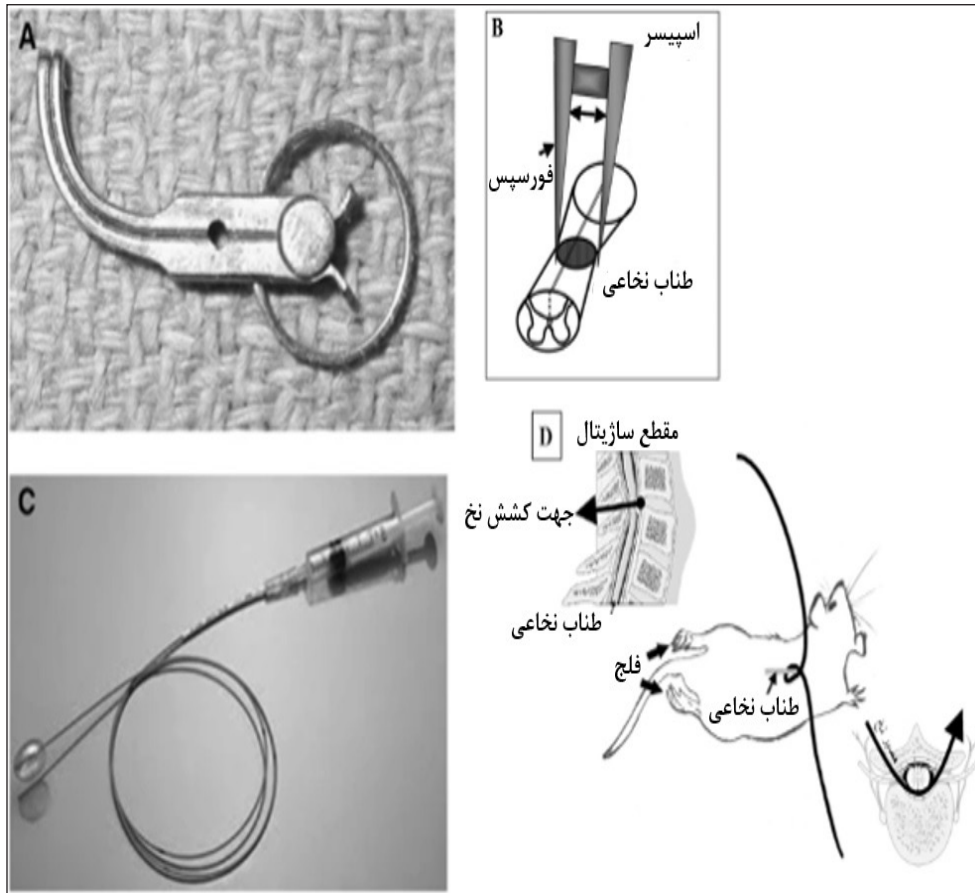 A
B
اسپیسر
فورسپس
طناب نخاعی
C
D
مقطع ساژیتال
جهت کشش نخ
طناب نخاعی
فلج
طناب نخاعی